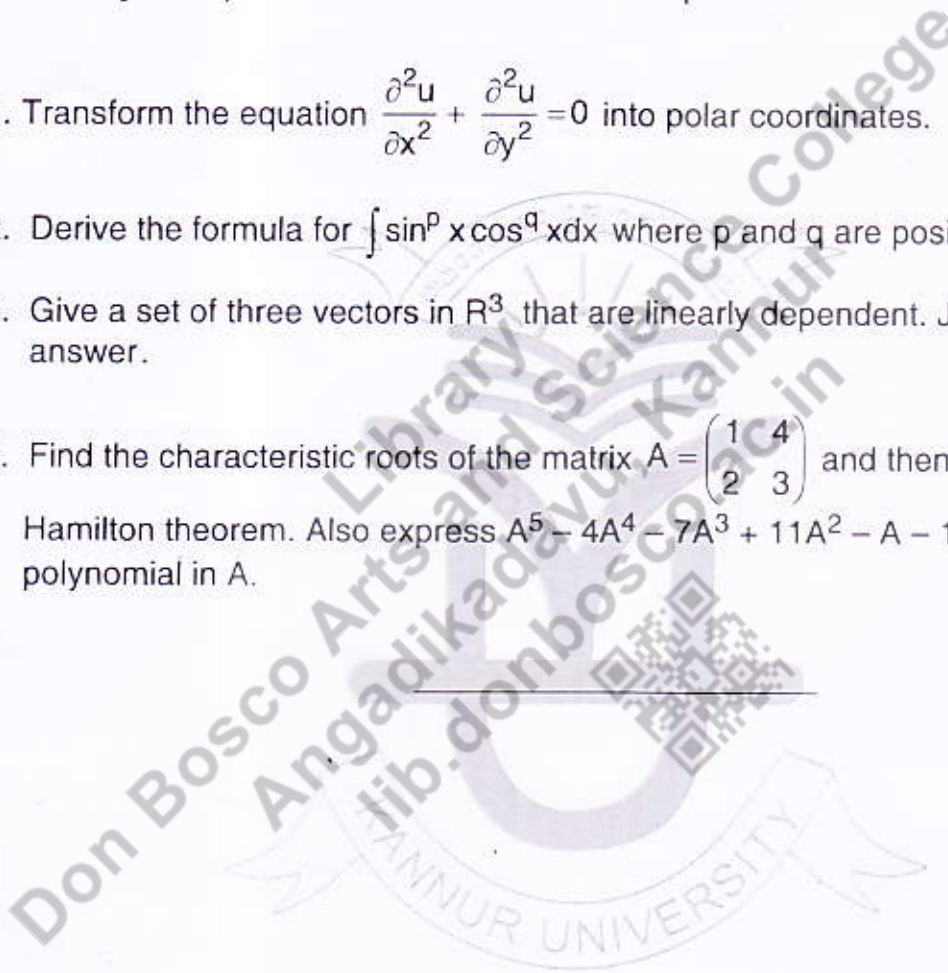 . Transform the equation ∂²u/∂x² + ∂²u/∂y² =0 into polar coordinates.
. Derive the formula for ∫ sinᵖ x cos^q xdx where p and q are posi
. Give a set of three vectors in R³ that are linearly dependent.
answer.
. Find the characteristic roots of the matrix A = (1 4; 2 3) and then
Hamilton theorem. Also express A⁵ – 4A⁴ – 7A³ + 11A² – A – 1
polynomial in A.
Don Bosco Arts and Science College
Library
Angadikadavu, Kannur
lib.donbosco.ac.in
KANNUR UNIVERSITY